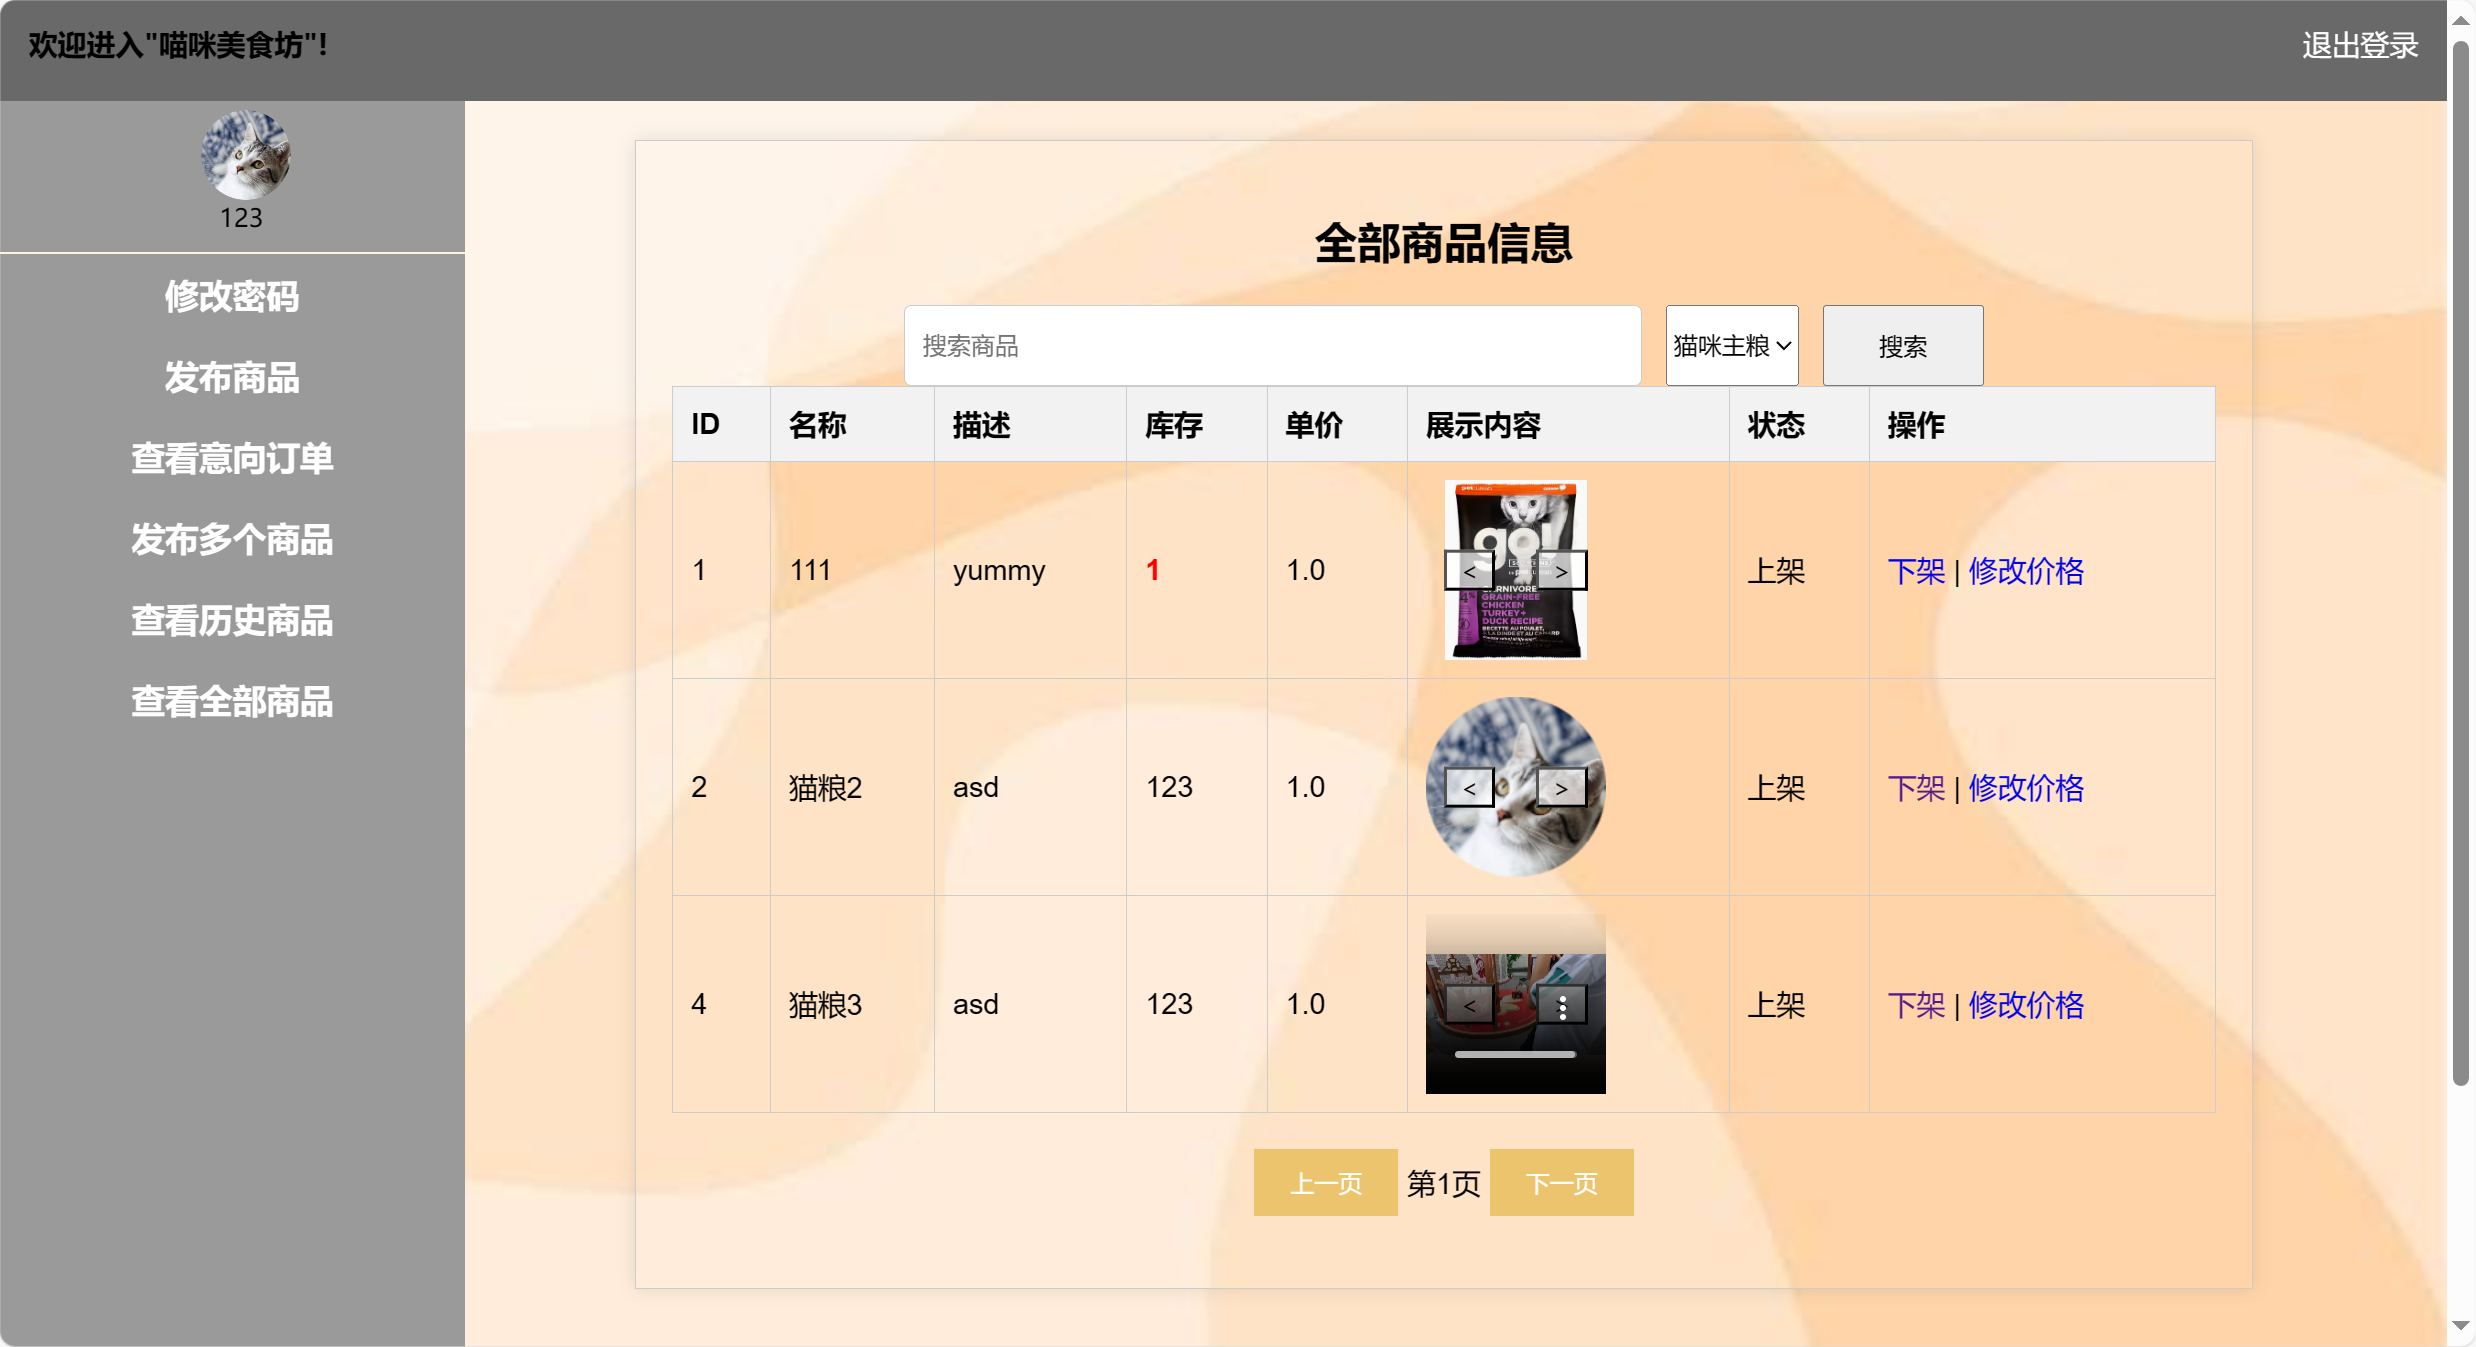 欢迎进入"喵咪美食坊"!
退出登录
123
修改密码
发布商品
查看意向订单
发布多个商品
查看历史商品
查看全部商品
全部商品信息
搜索商品 猫咪主粮 搜索
ID 名称 描述 库存 单价 展示内容 状态 操作
1 111 yummy 1 1.0 上架 下架 | 修改价格
go!
< >
GRAIN-FREE
CHICKEN
TURKEY+
DUCK RECIPE
2 猫粮2 asd 123 1.0 < > 上架 下架 | 修改价格
4 猫粮3 asd 123 1.0 < 上架 下架 | 修改价格
上一页 第1页 下一页